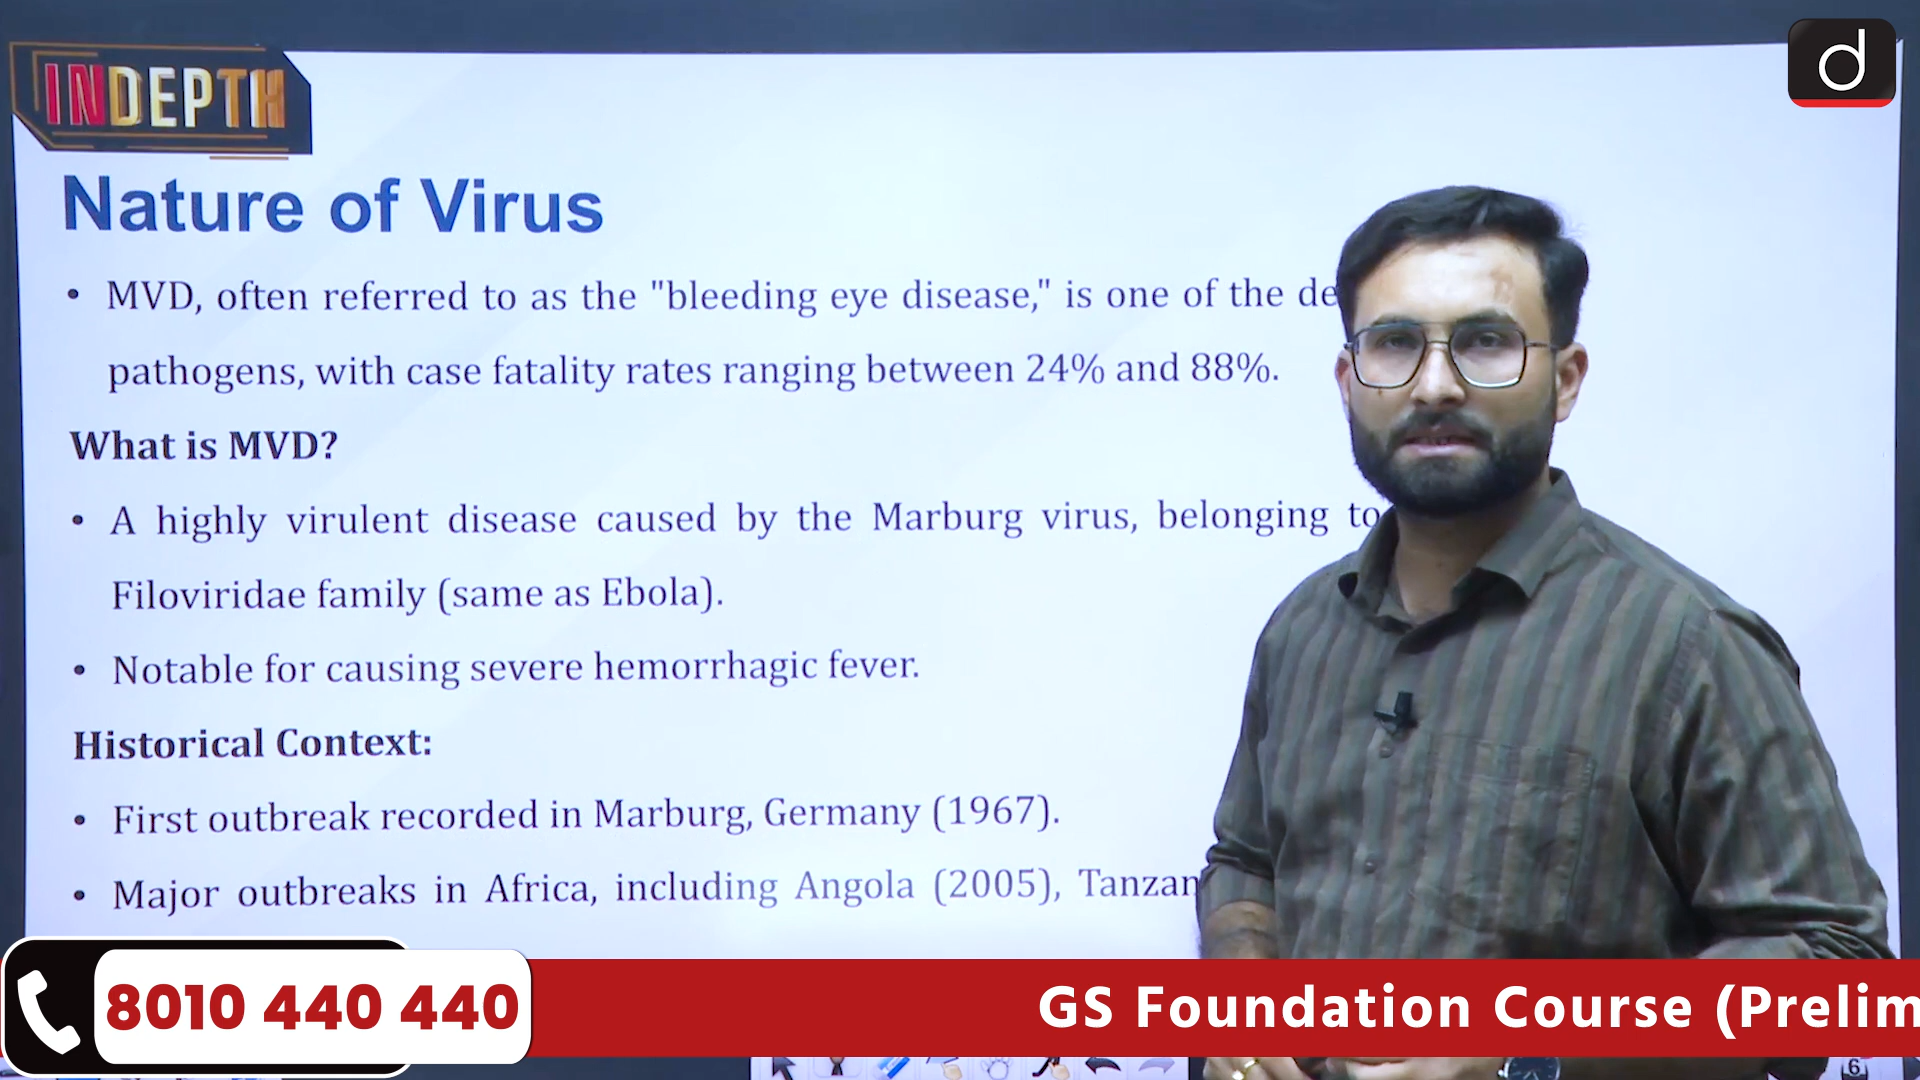 INDEPTH
d
Nature of Virus
• MVD, often referred to as the "bleeding eye disease," is one of the
pathogens, with case fatality rates ranging between 24% and 88%.
What is MVD?
• A highly virulent disease caused by the Marburg virus, belonging to
Filoviridae family (same as Ebola).
• Notable for causing severe hemorrhagic fever.
Historical Context:
• First outbreak recorded in Marburg, Germany (1967).
• Major outbreaks in Africa, including Angola (2005),
8010 440 440
GS Foundation Course (Prelim
6